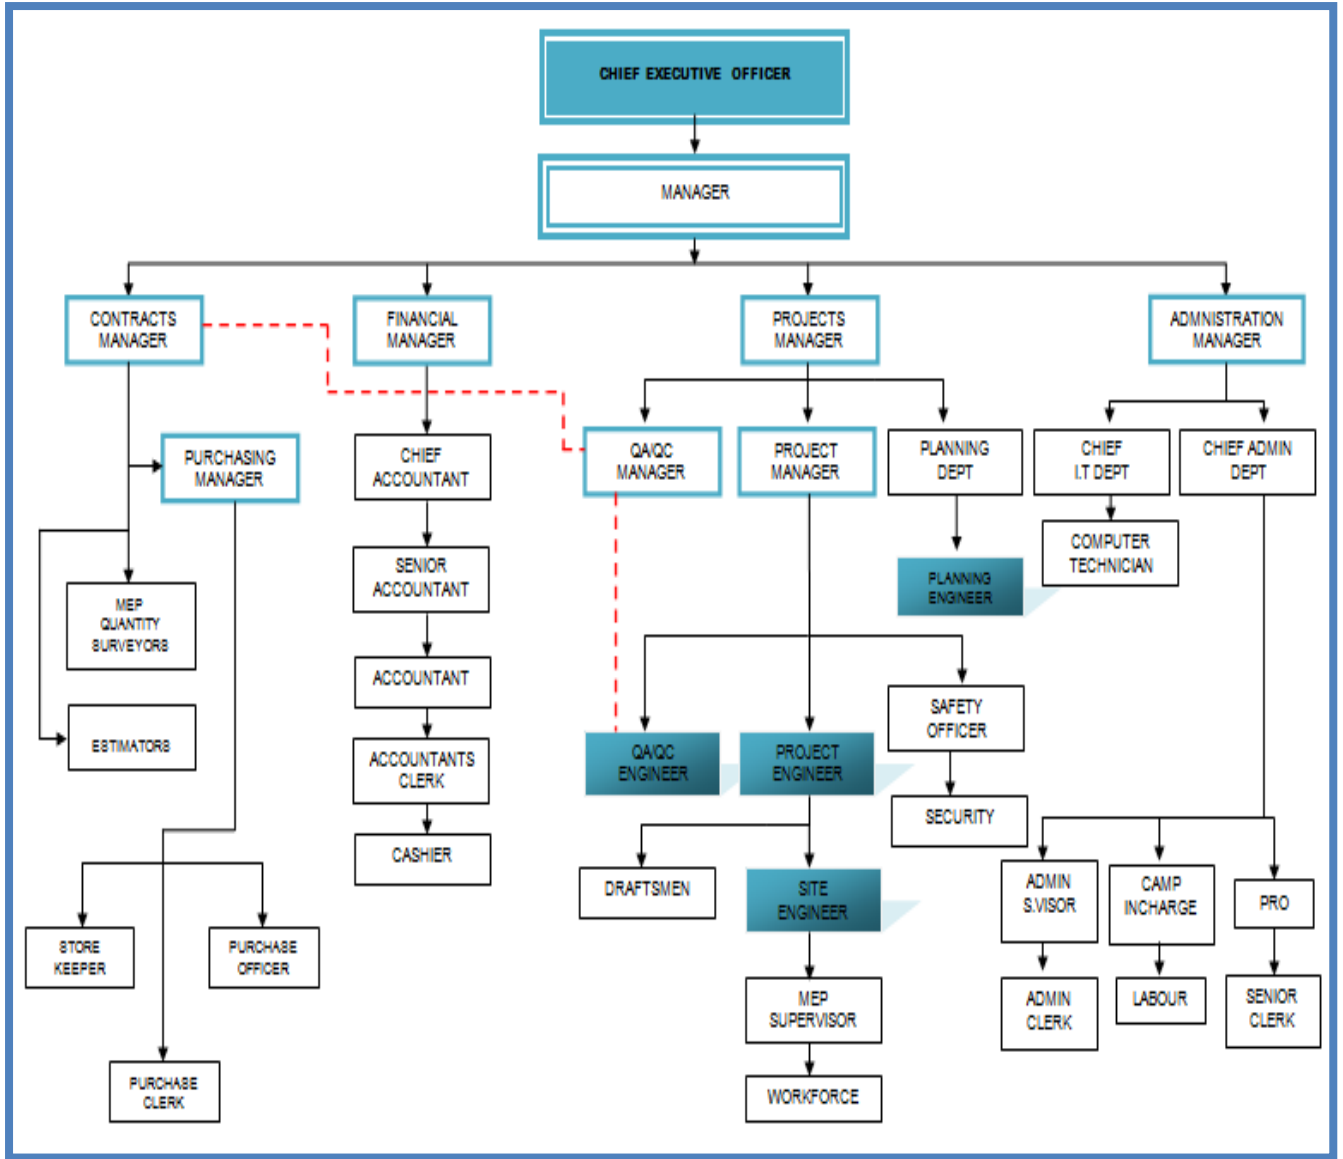 CHIEF EXECUTIVE OFFICER
MANAGER
CONTRACTS
MANAGER
FINANCIAL
MANAGER
PROJECTS
MANAGER
ADMNISTRATION
MANAGER
PURCHASING
MANAGER
CHIEF
ACCOUNTANT
QA/QC
MANAGER
PROJECT
MANAGER
PLANNING
DEPT
CHIEF
I.T DEPT
CHIEF ADMIN
DEPT
COMPUTER
TECHNICIAN
SENIOR
ACCOUNTANT
PLANNING
ENGINEER
MEP
QUANTITY
SURVEYORS
ACCOUNTANT
SAFETY
OFFICER
ESTIMATORS
ACCOUNTANTS
CLERK
QA/QC
ENGINEER
PROJECT
ENGINEER
SECURITY
CASHIER
DRAFTSMEN
SITE
ENGINEER
ADMIN
S.VISOR
CAMP
INCHARGE
PRO
STORE
KEEPER
PURCHASE
OFFICER
MEP
SUPERVISOR
ADMIN
CLERK
LABOUR
SENIOR
CLERK
PURCHASE
CLERK
WORKFORCE